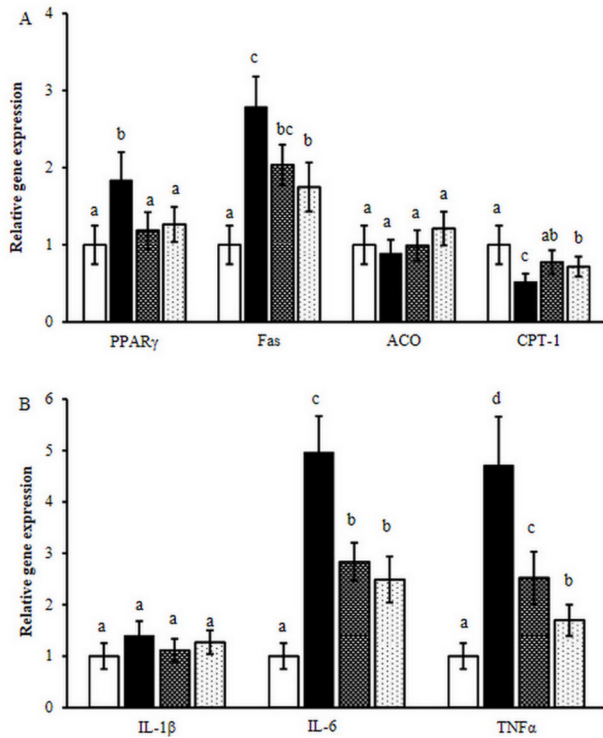 A
Relative gene expression
4
3
2
1
0
a b a a
a c bc b
a a a a
a c ab b
PPARγ Fas ACO CPT-1
B
Relative gene expression
7
6
5
4
3
2
1
0
a a a a
a c b b
a d c b
IL-1β IL-6 TNFα